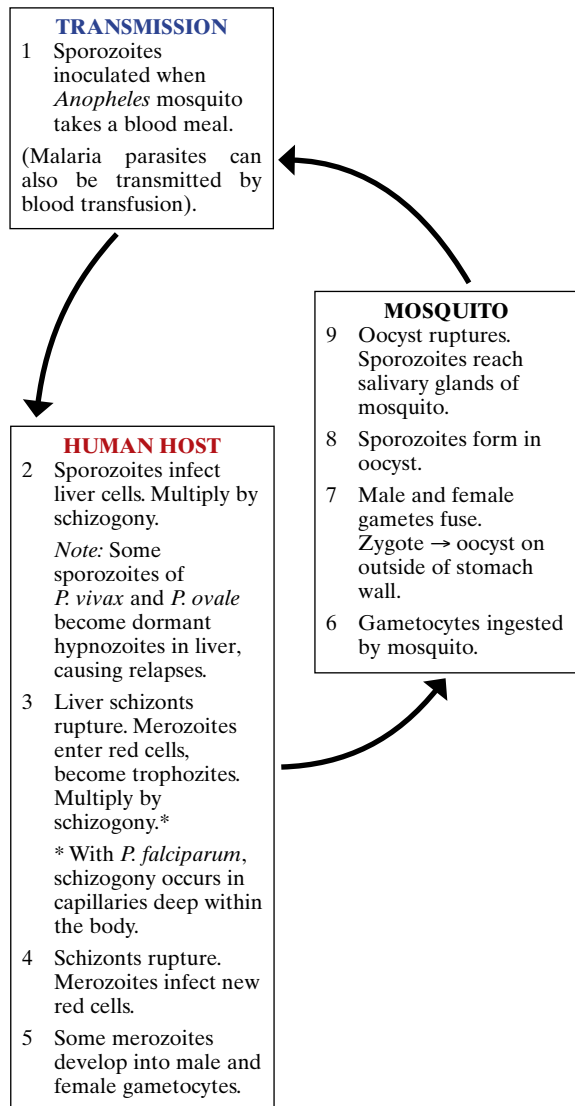 TRANSMISSION
1 Sporozoites
inoculated when
Anopheles mosquito
takes a blood meal.
(Malaria parasites can
also be transmitted by
blood transfusion).
HUMAN HOST
2 Sporozoites infect
liver cells. Multiply by
schizogony.
Note: Some
sporozoites of
P. vivax and P. ovale
become dormant
hypnozoites in liver,
causing relapses.
3 Liver schizonts
rupture. Merozoites
enter red cells,
become trophozites.
Multiply by
schizogony.*
* With P. falciparum,
schizogony occurs in
capillaries deep within
the body.
4 Schizonts rupture.
Merozoites infect new
red cells.
5 Some merozoites
develop into male and
female gametocytes.
MOSQUITO
9 Oocyst ruptures.
Sporozoites reach
salivary glands of
mosquito.
8 Sporozoites form in
oocyst.
7 Male and female
gametes fuse.
Zygote → oocyst on
outside of stomach
wall.
6 Gametocytes ingested
by mosquito.